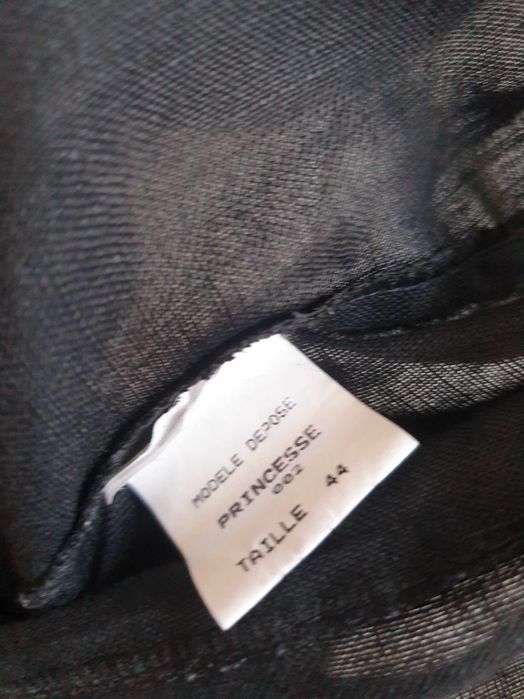 MODELE DEPOSE
PRINCESSE
002
TAILLE 44